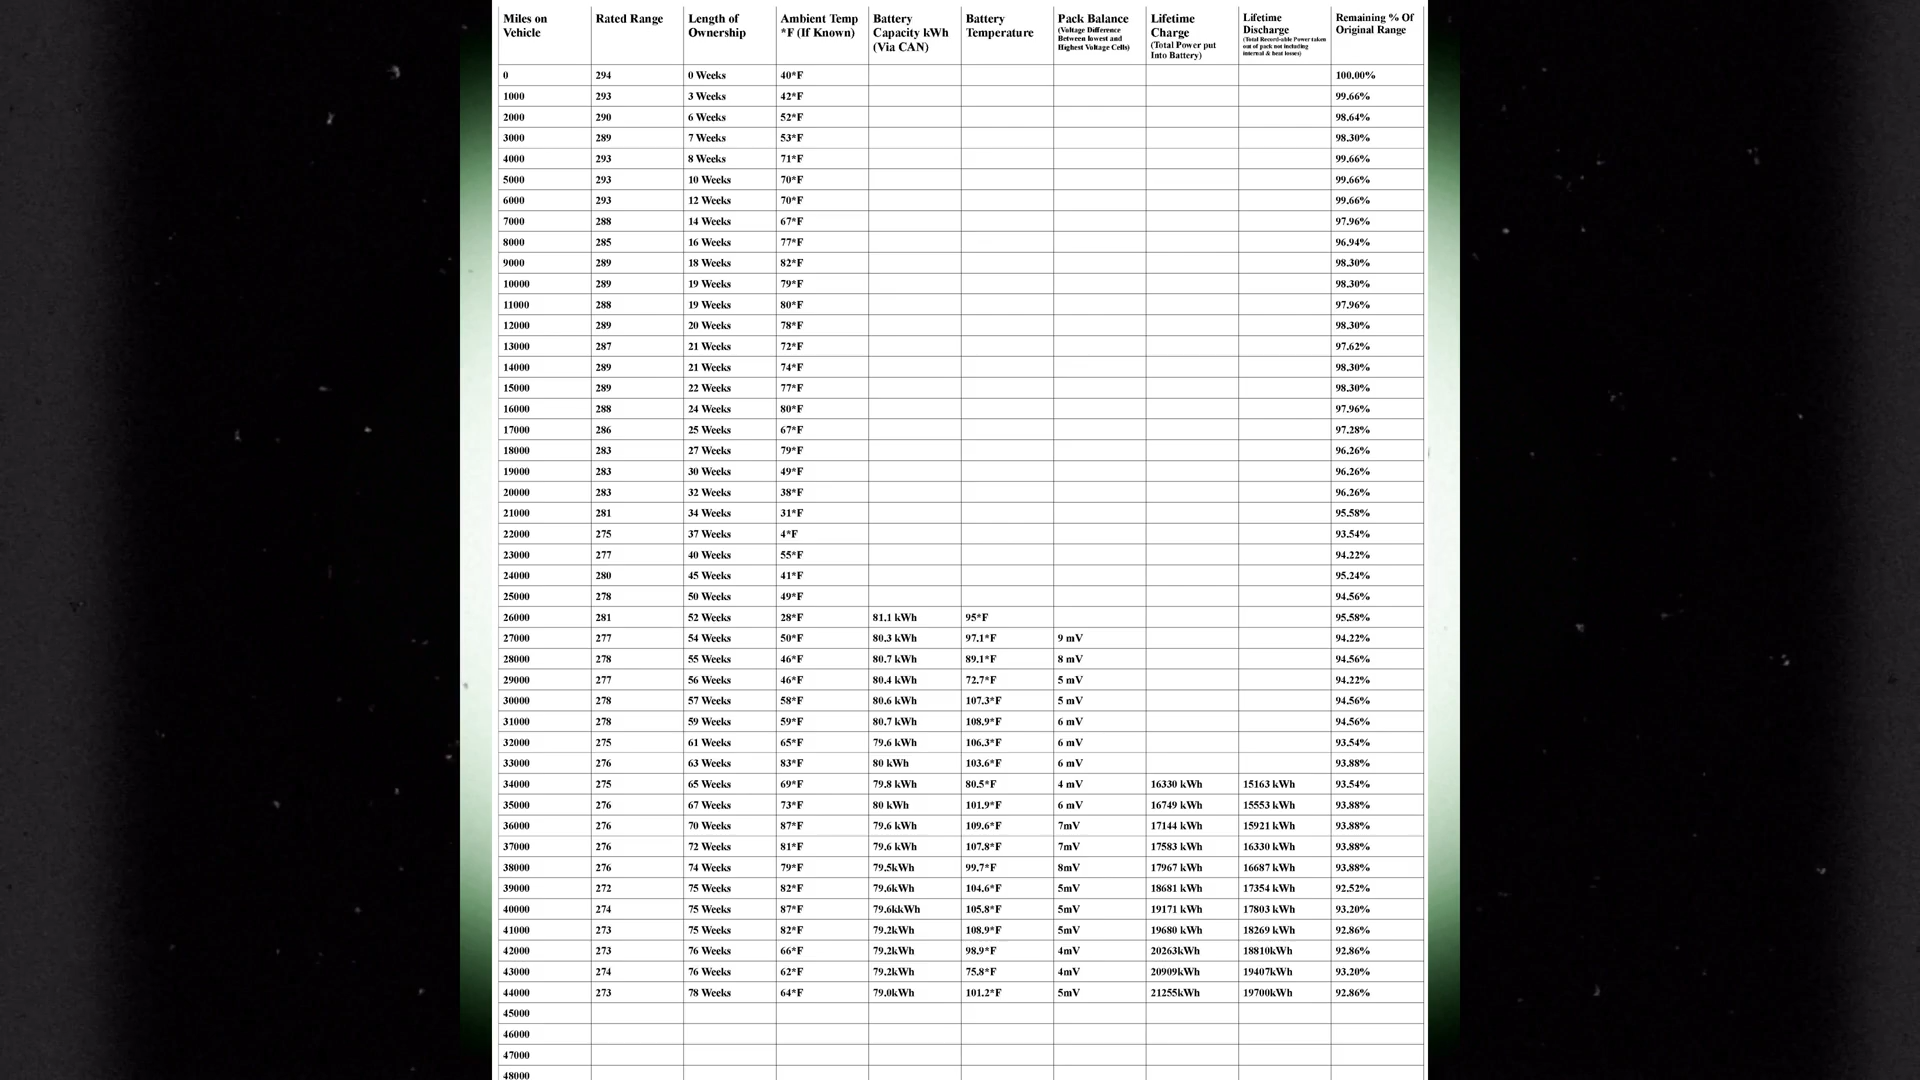 Miles on Vehicle Rated Range Length of Ownership Ambient Temp *F (If Known) Battery Capacity kWh (Via CAN) Battery Temperature Pack Balance (Voltage Difference Between lowest and Highest Voltage Cells) Lifetime Charge (Total Power put Into Battery) Lifetime Discharge (Total Record-able Power taken out of pack not including internal & heat losses) Remaining % Of Original Range
0 294 0 Weeks 40*F 100.00%
1000 293 3 Weeks 42*F 99.66%
2000 290 6 Weeks 52*F 98.64%
3000 289 7 Weeks 53*F 98.30%
4000 293 8 Weeks 71*F 99.66%
5000 293 10 Weeks 70*F 99.66%
6000 293 12 Weeks 70*F 99.66%
7000 288 14 Weeks 67*F 97.96%
8000 285 16 Weeks 77*F 96.94%
9000 289 18 Weeks 82*F 98.30%
10000 289 19 Weeks 79*F 98.30%
11000 288 19 Weeks 80*F 97.96%
12000 289 20 Weeks 78*F 98.30%
13000 287 21 Weeks 72*F 97.62%
14000 289 21 Weeks 74*F 98.30%
15000 289 22 Weeks 77*F 98.30%
16000 288 24 Weeks 80*F 97.96%
17000 286 25 Weeks 67*F 97.28%
18000 283 27 Weeks 79*F 96.26%
19000 283 30 Weeks 49*F 96.26%
20000 283 32 Weeks 38*F 96.26%
21000 281 34 Weeks 31*F 95.58%
22000 275 37 Weeks 4*F 93.54%
23000 277 40 Weeks 55*F 94.22%
24000 280 45 Weeks 41*F 95.24%
25000 278 50 Weeks 49*F 94.56%
26000 281 52 Weeks 28*F 81.1 kWh 95*F 95.58%
27000 277 54 Weeks 50*F 80.3 kWh 97.1*F 9 mV 94.22%
28000 278 55 Weeks 46*F 80.7 kWh 89.1*F 8 mV 94.56%
29000 277 56 Weeks 46*F 80.4 kWh 72.7*F 5 mV 94.22%
30000 278 57 Weeks 58*F 80.6 kWh 107.3*F 5 mV 94.56%
31000 278 59 Weeks 59*F 80.7 kWh 108.9*F 6 mV 94.56%
32000 275 61 Weeks 65*F 79.6 kWh 106.3*F 6 mV 93.54%
33000 276 63 Weeks 83*F 80 kWh 103.6*F 6 mV 93.88%
34000 275 65 Weeks 69*F 79.8 kWh 80.5*F 4 mV 16330 kWh 15163 kWh 93.54%
35000 276 67 Weeks 73*F 80 kWh 101.9*F 6 mV 16749 kWh 15553 kWh 93.88%
36000 276 70 Weeks 87*F 79.6 kWh 109.6*F 7mV 17144 kWh 15921 kWh 93.88%
37000 276 72 Weeks 81*F 79.6 kWh 107.8*F 7mV 17583 kWh 16330 kWh 93.88%
38000 276 74 Weeks 79*F 79.5kWh 99.7*F 8mV 17967 kWh 16687 kWh 93.88%
39000 272 75 Weeks 82*F 79.6kWh 104.6*F 5mV 18681 kWh 17354 kWh 92.52%
40000 274 75 Weeks 87*F 79.6kkWh 105.8*F 5mV 19171 kWh 17803 kWh 93.20%
41000 273 75 Weeks 82*F 79.2kWh 108.9*F 5mV 19680 kWh 18269 kWh 92.86%
42000 273 76 Weeks 66*F 79.2kWh 98.9*F 4mV 20263kWh 18810kWh 92.86%
43000 274 76 Weeks 62*F 79.2kWh 75.8*F 4mV 20909kWh 19407kWh 93.20%
44000 273 78 Weeks 64*F 79.0kWh 101.2*F 5mV 21255kWh 19700kWh 92.86%
45000
46000
47000
48000